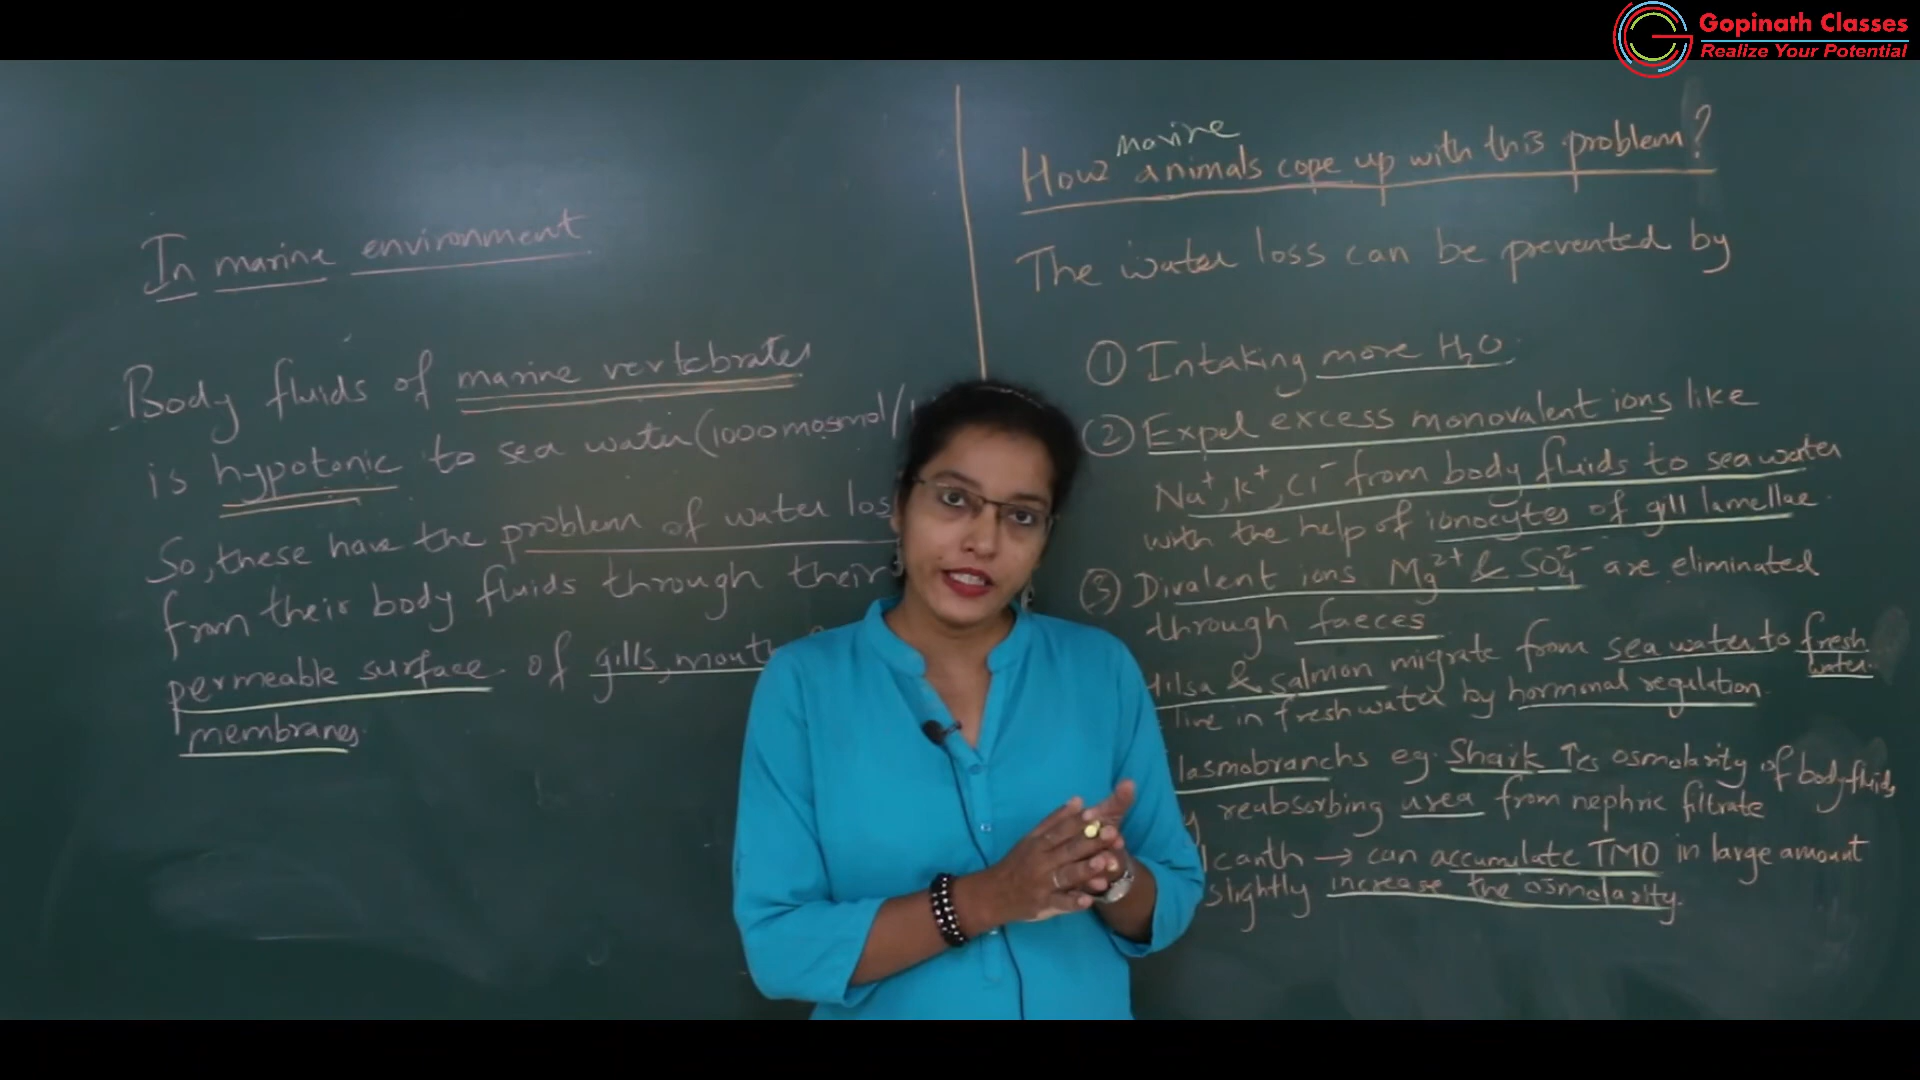 Gopinath Classes
Realize Your Potential
In marine environment
Body fluids of marine vertebrates
is hypotonic to sea water (1000 mosmol/
So, these have the problem of water los
from their body fluids through their
permeable surface of gills, mouth
membranes.
How marine animals cope up with this problem?
The water loss can be prevented by
① Intaking more H₂O.
② Expel excess monovalent ions like
Na⁺, K⁺, Cl⁻ from body fluids to sea water
with the help of ionocytes of gill lamellae.
③ Divalent ions Mg²⁺ & SO₄²⁻ are eliminated
through faeces
Hilsa & salmon migrate from sea water to fresh water.
live in freshwater by hormonal regulation.
lasmobranchs eg. Shark ↑es osmolarity of body fluids
y reabsorbing urea from nephric filtrate
lcanth → can accumulate TMO in large amount
slightly increase the osmolarity.